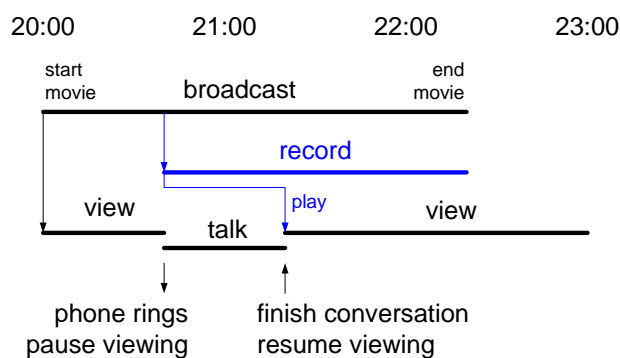 20:00 21:00 22:00 23:00
start movie
end movie
broadcast
record
play
view
view
talk
phone rings
pause viewing
finish conversation
resume viewing